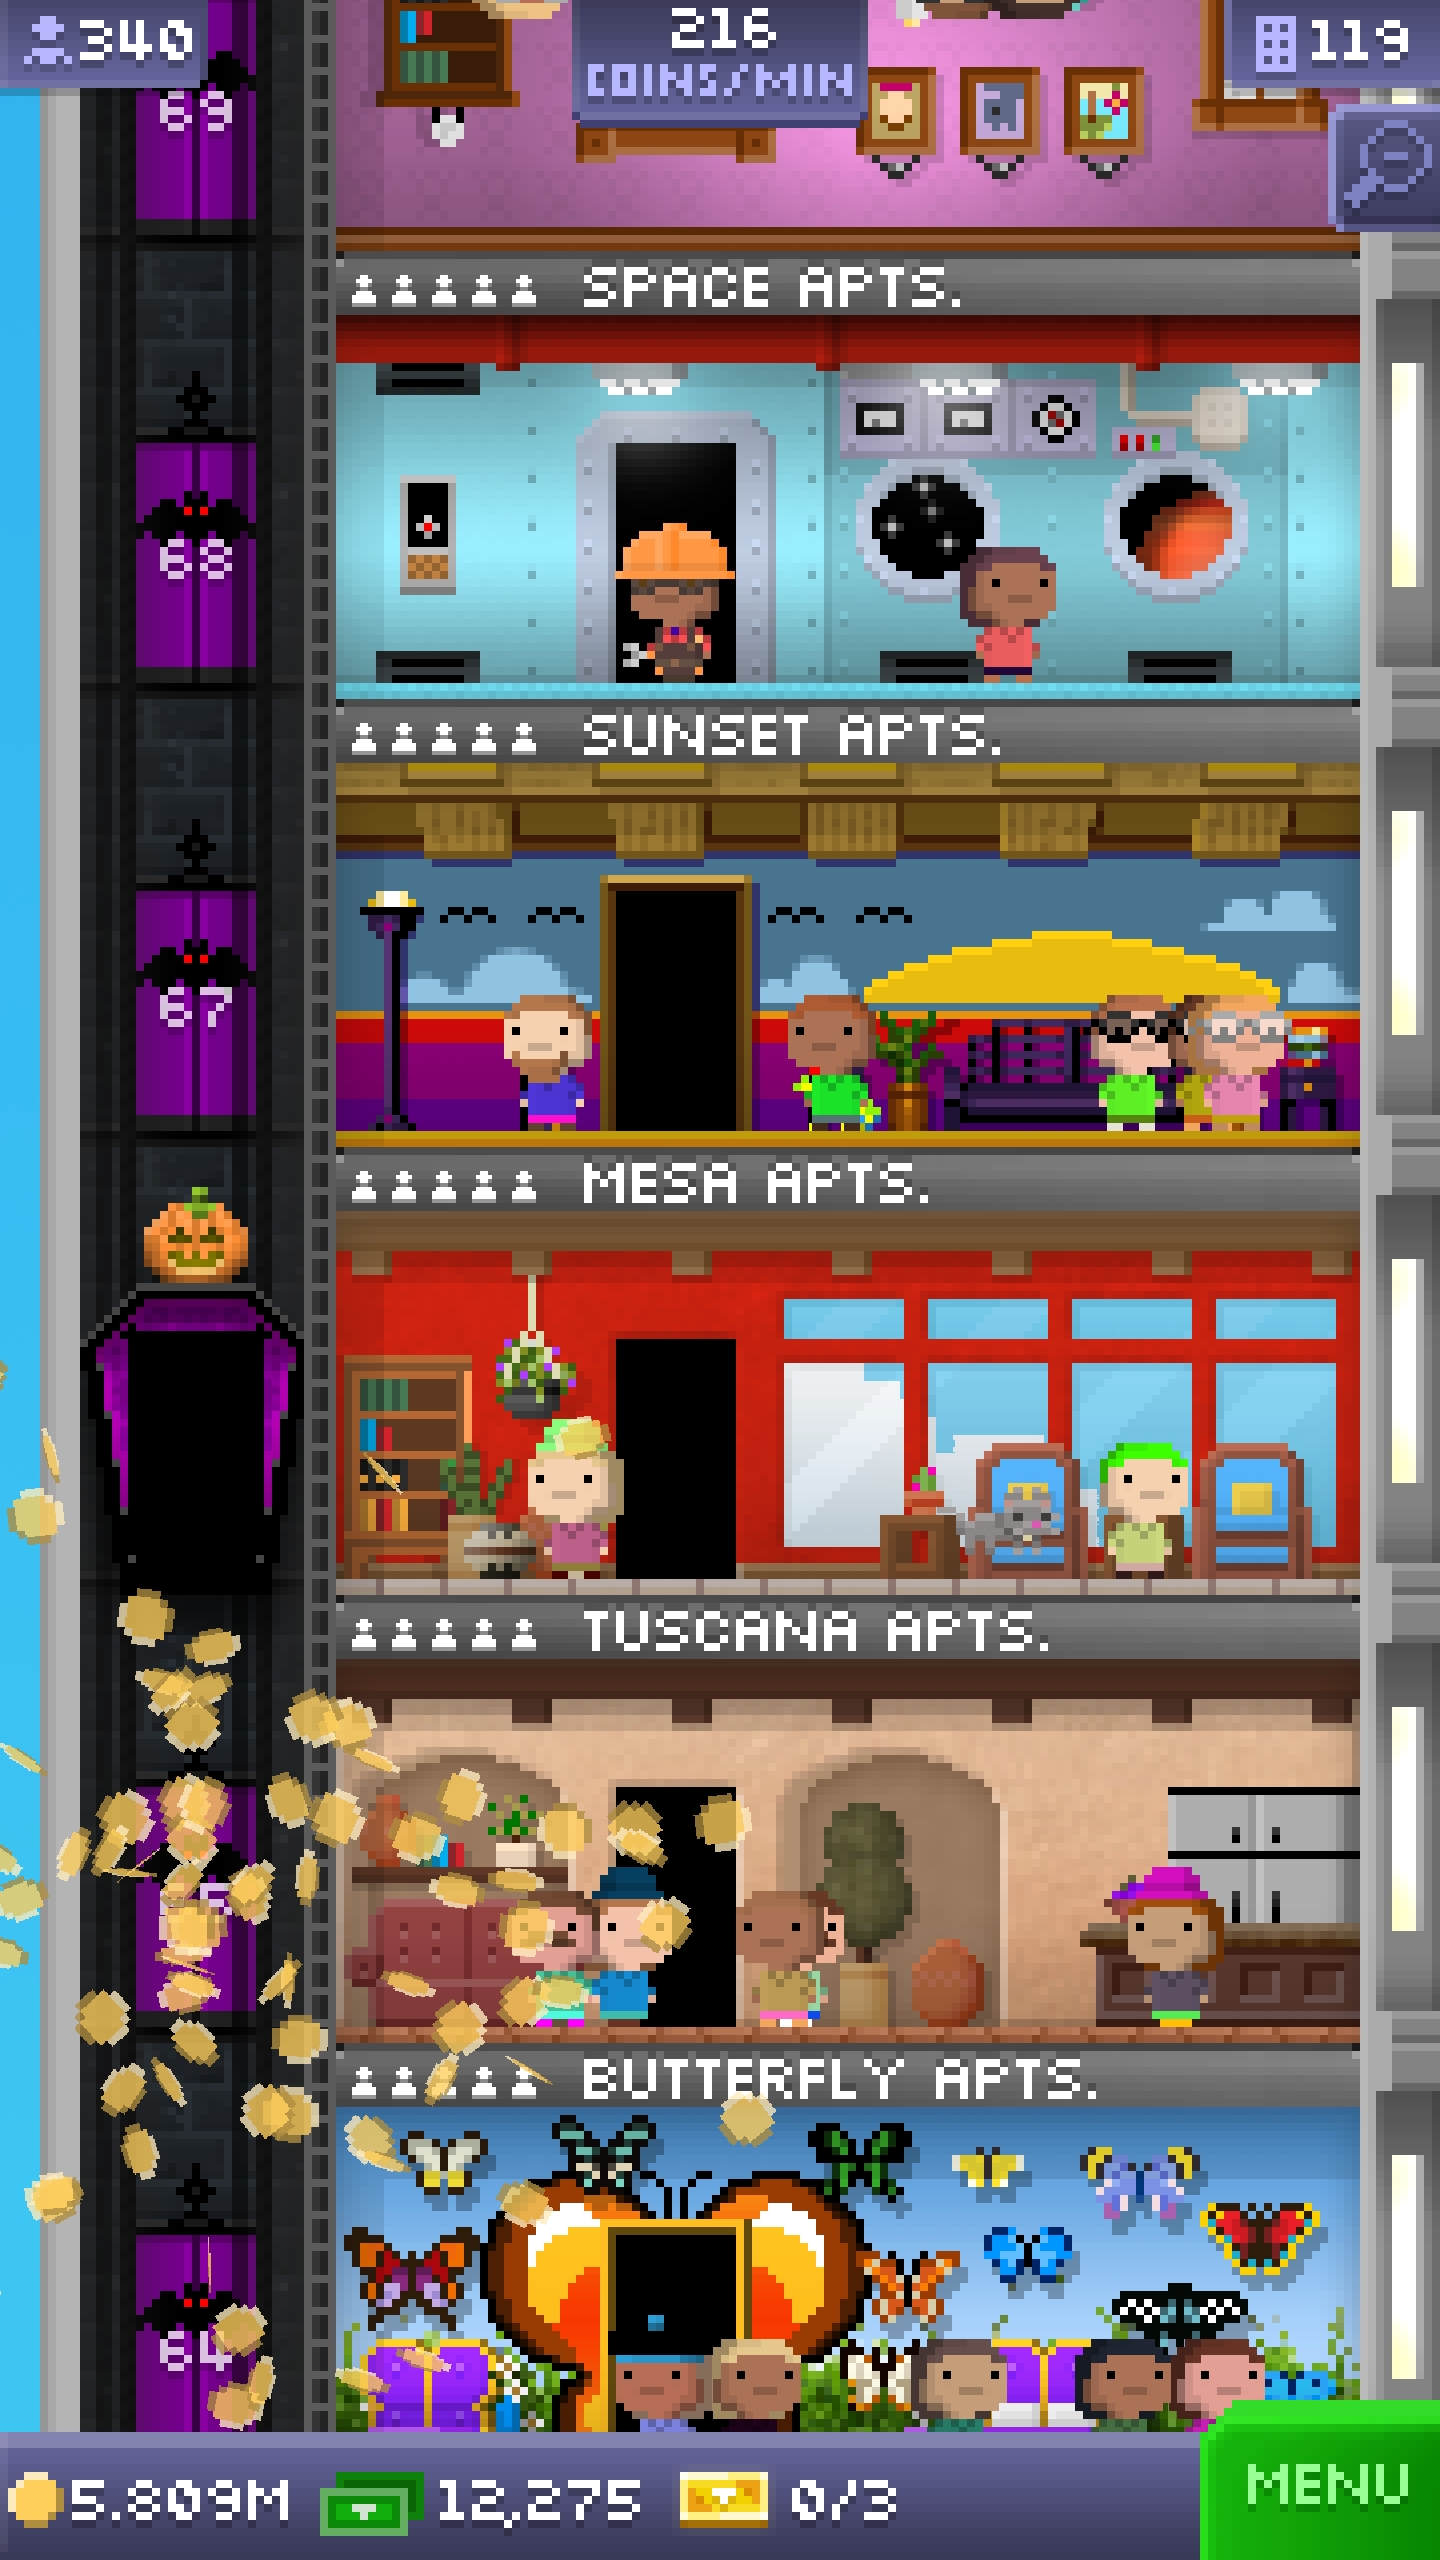 340
216
COINS/MIN
119
69
SPACE APTS.
68
SUNSET APTS.
67
MESA APTS.
TUSCANA APTS.
BUTTERFLY APTS.
64
5.809M 12,275 0/3
MENU